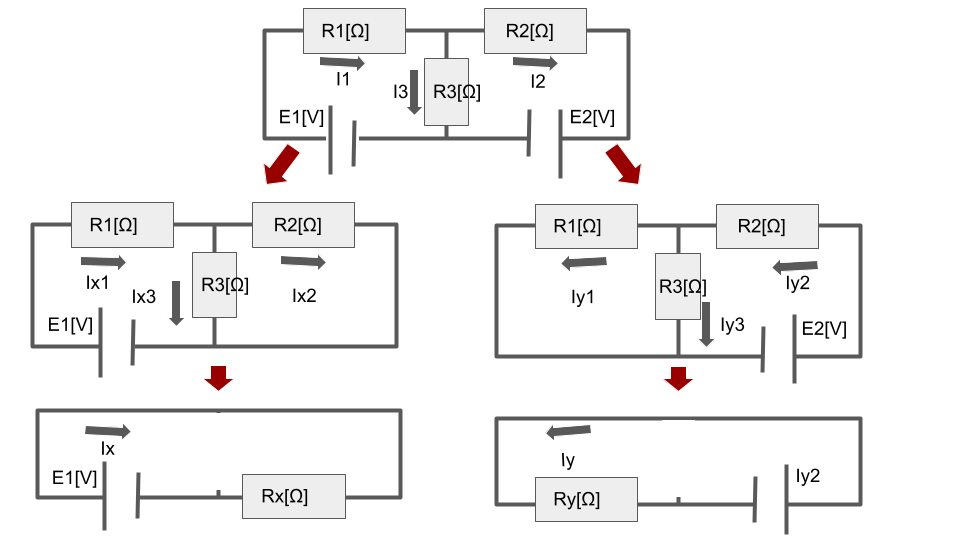 R1[Ω]
R2[Ω]
I1
I3
R3[Ω]
I2
E1[V]
E2[V]
R1[Ω]
R2[Ω]
Ix1
Ix3
R3[Ω]
Ix2
E1[V]
R1[Ω]
R2[Ω]
Iy1
R3[Ω]
Iy2
Iy3
E2[V]
Ix
E1[V]
Rx[Ω]
Iy
Ry[Ω]
Iy2